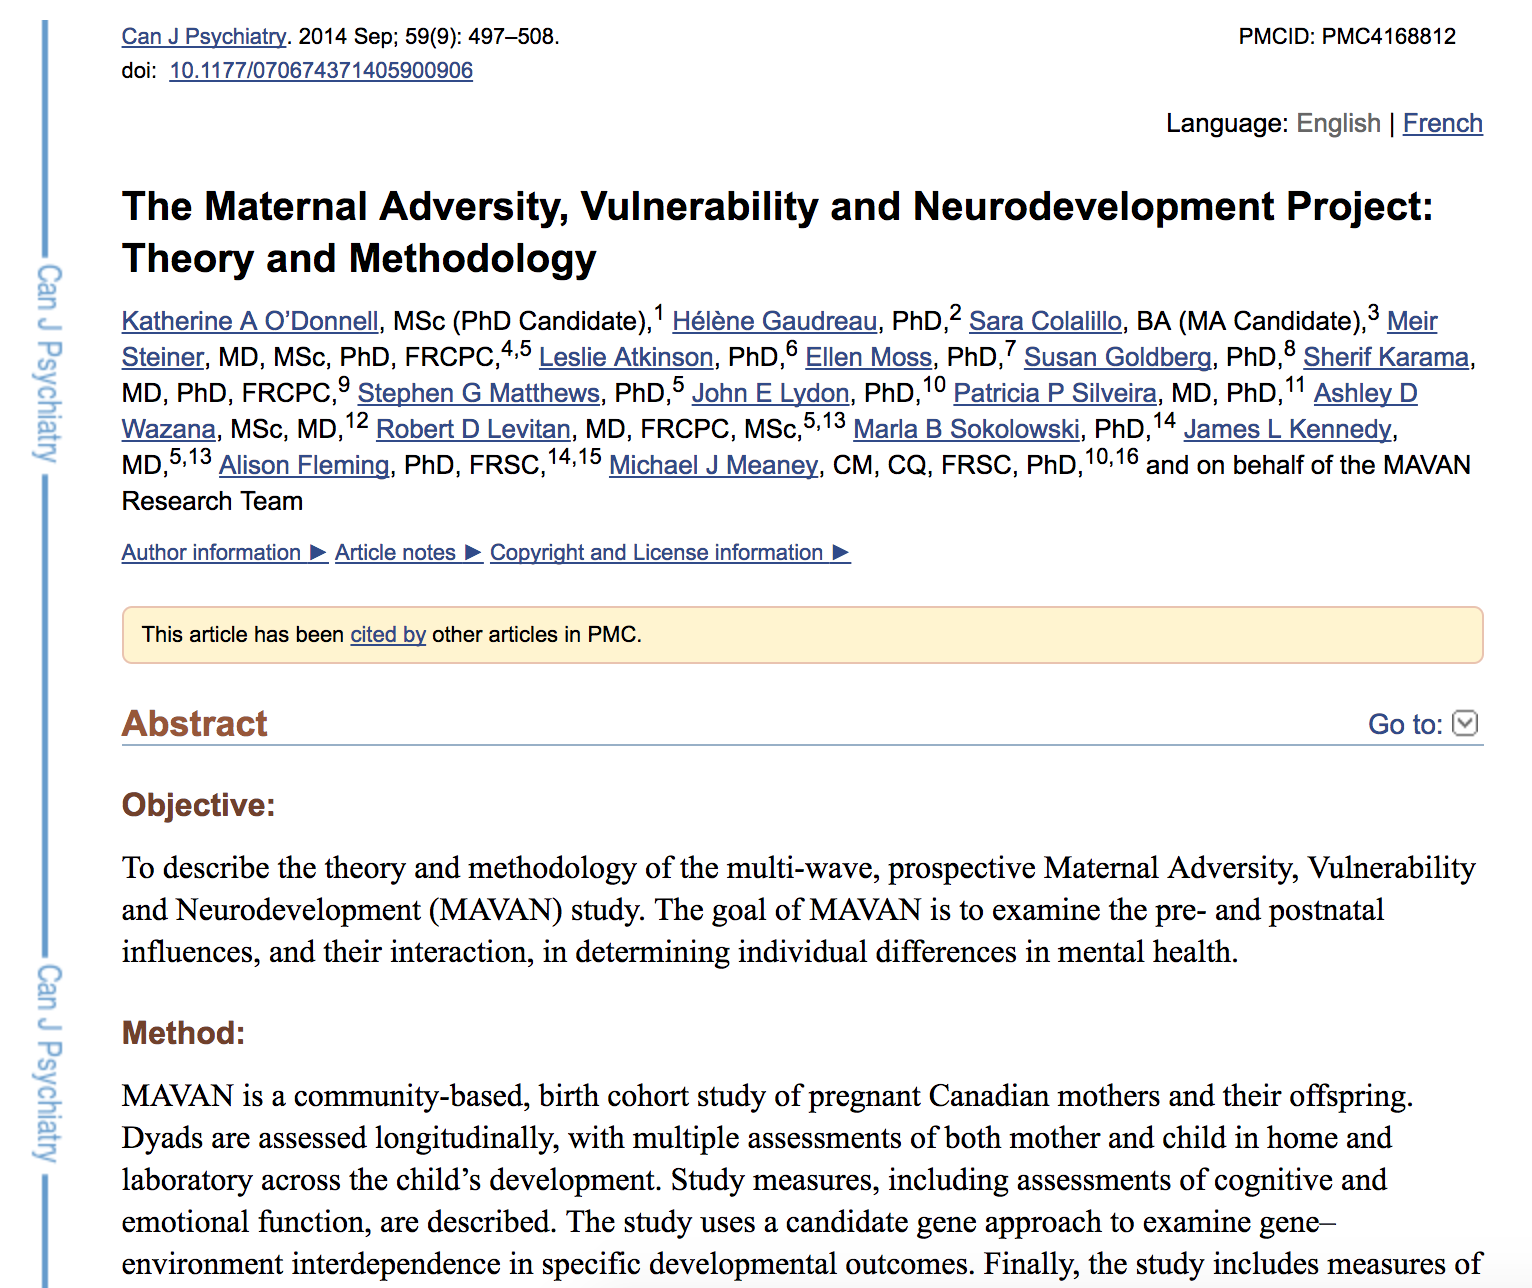 Can J Psychiatry. 2014 Sep; 59(9): 497–508.
PMCID: PMC4168812
doi: 10.1177/070674371405900906
Language: English | French
The Maternal Adversity, Vulnerability and Neurodevelopment Project:
Theory and Methodology
Katherine A O’Donnell, MSc (PhD Candidate),1 Hélène Gaudreau, PhD,2 Sara Colalillo, BA (MA Candidate),3 Meir
Steiner, MD, MSc, PhD, FRCPC,4,5 Leslie Atkinson, PhD,6 Ellen Moss, PhD,7 Susan Goldberg, PhD,8 Sherif Karama,
MD, PhD, FRCPC,9 Stephen G Matthews, PhD,5 John E Lydon, PhD,10 Patricia P Silveira, MD, PhD,11 Ashley D
Wazana, MSc, MD,12 Robert D Levitan, MD, FRCPC, MSc,5,13 Marla B Sokolowski, PhD,14 James L Kennedy,
MD,5,13 Alison Fleming, PhD, FRSC,14,15 Michael J Meaney, CM, CQ, FRSC, PhD,10,16 and on behalf of the MAVAN
Research Team
Author information ► Article notes ► Copyright and License information ►
This article has been cited by other articles in PMC.
Abstract
Go to:
Objective:
To describe the theory and methodology of the multi-wave, prospective Maternal Adversity, Vulnerability
and Neurodevelopment (MAVAN) study. The goal of MAVAN is to examine the pre- and postnatal
influences, and their interaction, in determining individual differences in mental health.
Method:
MAVAN is a community-based, birth cohort study of pregnant Canadian mothers and their offspring.
Dyads are assessed longitudinally, with multiple assessments of both mother and child in home and
laboratory across the child’s development. Study measures, including assessments of cognitive and
emotional function, are described. The study uses a candidate gene approach to examine gene–
environment interdependence in specific developmental outcomes. Finally, the study includes measures of
Can J Psychiatry
Can J Psychiatry